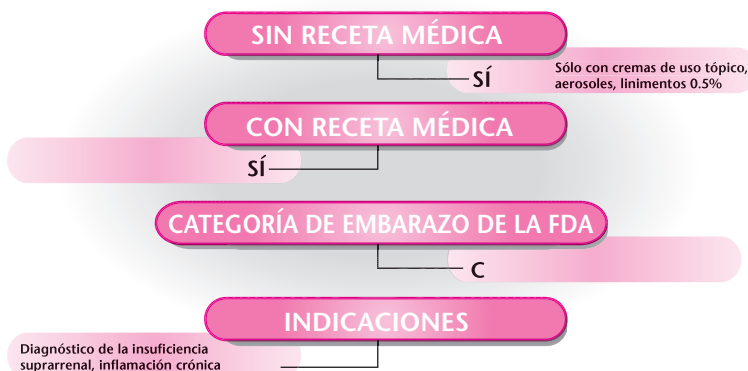 SIN RECETA MÉDICA
SÍ
Sólo con cremas de uso tópico,
aerosoles, linimentos 0.5%
CON RECETA MÉDICA
SÍ
CATEGORÍA DE EMBARAZO DE LA FDA
C
INDICACIONES
Diagnóstico de la insuficiencia
suprarrenal, inflamación crónica